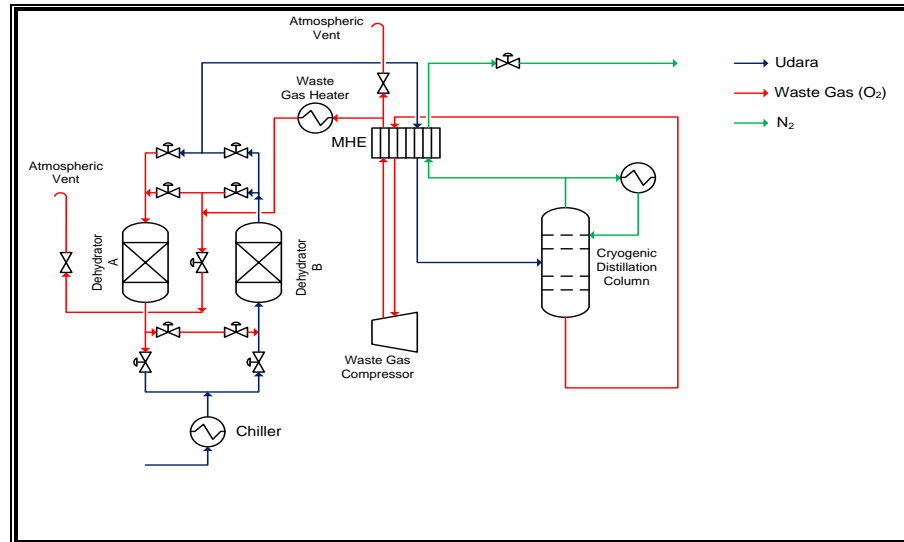 Atmospheric
Vent
Waste
Gas Heater
MHE
Udara
Waste Gas (O₂)
N₂
Atmospheric
Vent
Dehydrator
A
Dehydrator
B
Cryogenic
Distillation
Column
Waste Gas
Compressor
Chiller